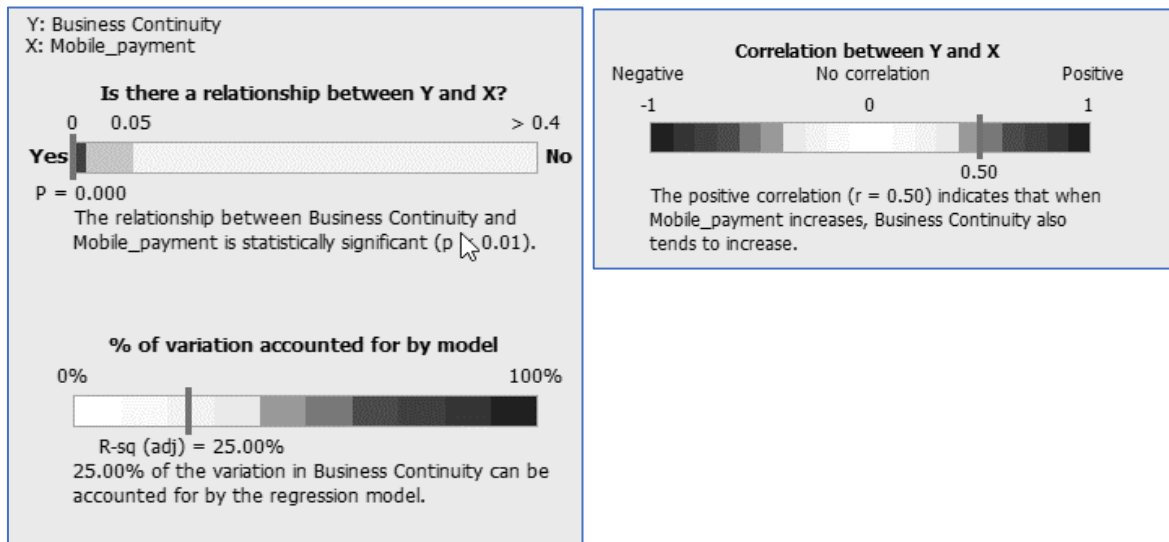 Y: Business Continuity
X: Mobile_payment
Is there a relationship between Y and X?
0 0.05 > 0.4
Yes No
P = 0.000
The relationship between Business Continuity and
Mobile_payment is statistically significant (p < 0.01).
% of variation accounted for by model
0% 100%
R-sq (adj) = 25.00%
25.00% of the variation in Business Continuity can be
accounted for by the regression model.
Correlation between Y and X
Negative No correlation Positive
-1 0 1
0.50
The positive correlation (r = 0.50) indicates that when
Mobile_payment increases, Business Continuity also
tends to increase.